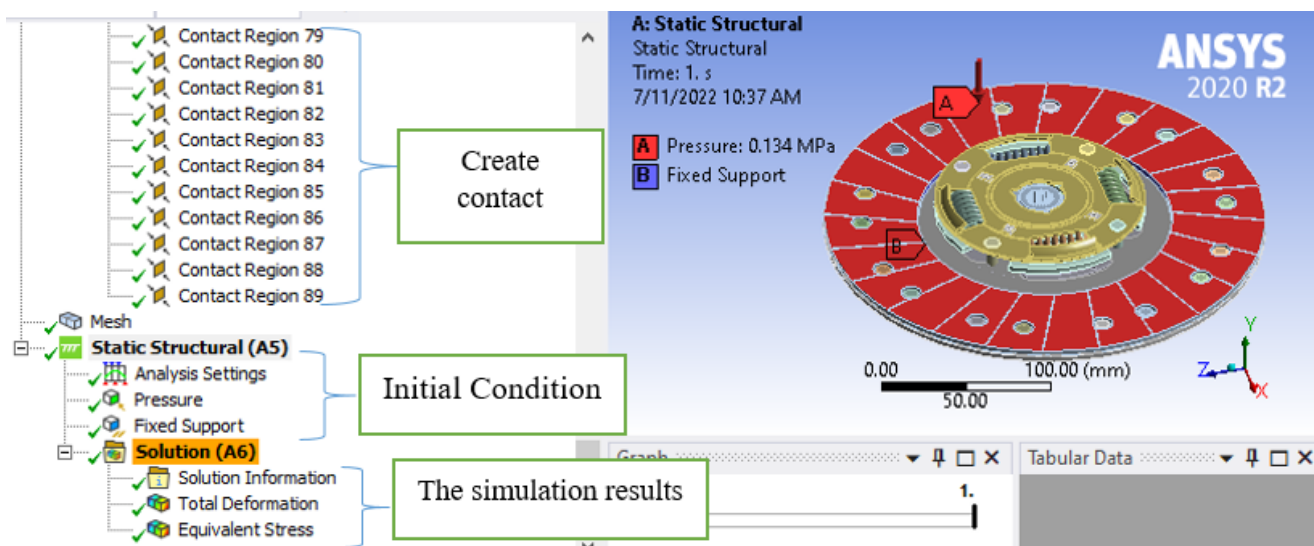 Contact Region 79
Contact Region 80
Contact Region 81
Contact Region 82
Contact Region 83
Contact Region 84
Contact Region 85
Contact Region 86
Contact Region 87
Contact Region 88
Contact Region 89
Mesh
Static Structural (A5)
Analysis Settings
Pressure
Fixed Support
Solution (A6)
Solution Information
Total Deformation
Equivalent Stress
Create
contact
Initial Condition
The simulation results
A: Static Structural
Static Structural
Time: 1. s
7/11/2022 10:37 AM
A Pressure: 0.134 MPa
B Fixed Support
ANSYS
2020 R2
A
B
0.00 100.00 (mm)
50.00
Y
Z
X
Graph
1.
Tabular Data